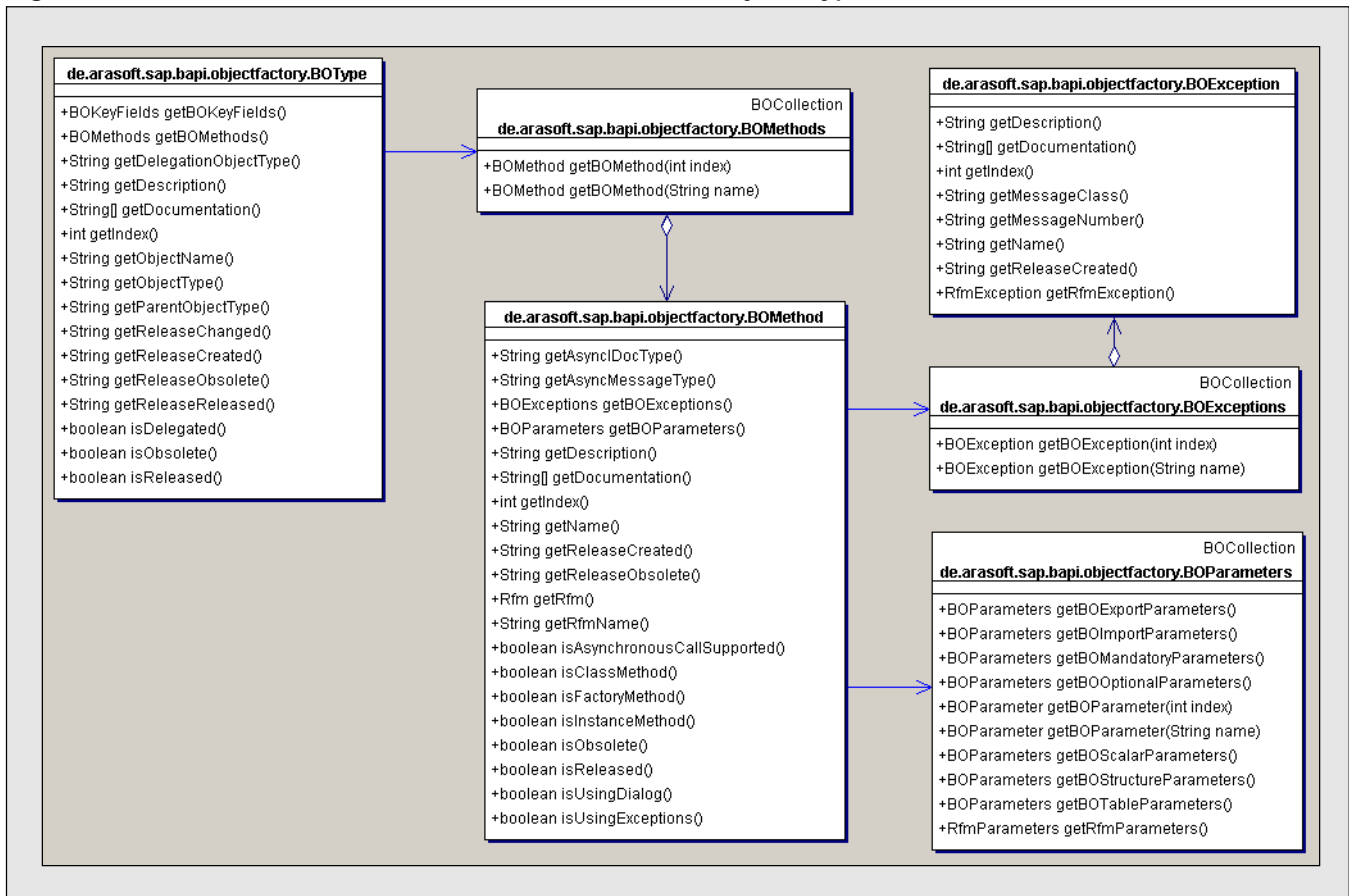 de.arasoft.sap.bapi.objectfactory.BOType
+BOKeyFields getBOKeyFields()
+BOMethods getBOMethods()
+String getDelegationObjectType()
+String getDescription()
+String[] getDocumentation()
+int getIndex()
+String getObjectName()
+String getObjectType()
+String getParentObjectType()
+String getReleaseChanged()
+String getReleaseCreated()
+String getReleaseObsolete()
+String getReleaseReleased()
+boolean isDelegated()
+boolean isObsolete()
+boolean isReleased()
BOCollection
de.arasoft.sap.bapi.objectfactory.BOMethods
+BOMethod getBOMethod(int index)
+BOMethod getBOMethod(String name)
de.arasoft.sap.bapi.objectfactory.BOMethod
+String getAsyncIDocType()
+String getAsyncMessageType()
+BOExceptions getBOExceptions()
+BOParameters getBOParameters()
+String getDescription()
+String[] getDocumentation()
+int getIndex()
+String getName()
+String getReleaseCreated()
+String getReleaseObsolete()
+Rfm getRfm()
+String getRfmName()
+boolean isAsynchronousCallSupported()
+boolean isClassMethod()
+boolean isFactoryMethod()
+boolean isInstanceMethod()
+boolean isObsolete()
+boolean isReleased()
+boolean isUsingDialog()
+boolean isUsingExceptions()
de.arasoft.sap.bapi.objectfactory.BOException
+String getDescription()
+String[] getDocumentation()
+int getIndex()
+String getMessageClass()
+String getMessageNumber()
+String getName()
+String getReleaseCreated()
+RfmException getRfmException()
BOCollection
de.arasoft.sap.bapi.objectfactory.BOExceptions
+BOException getBOException(int index)
+BOException getBOException(String name)
BOCollection
de.arasoft.sap.bapi.objectfactory.BOParameters
+BOParameters getBOExportParameters()
+BOParameters getBOImportParameters()
+BOParameters getBOMandatoryParameters()
+BOParameters getBOOptionalParameters()
+BOParameter getBOParameter(int index)
+BOParameter getBOParameter(String name)
+BOParameters getBOScalarParameters()
+BOParameters getBOStructureParameters()
+BOParameters getBOTableParameters()
+RfmParameters getRfmParameters()